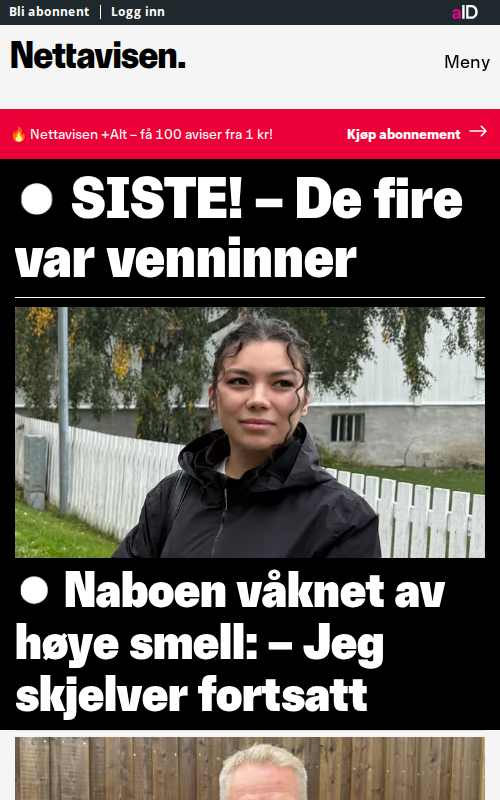 Bli abonnent | Logg inn
aID
Nettavisen.
Meny
🔥 Nettavisen +Alt – få 100 aviser fra 1 kr!
Kjøp abonnement →
SISTE! – De fire
var venninner
Naboen våknet av
høye smell: – Jeg
skjelver fortsatt